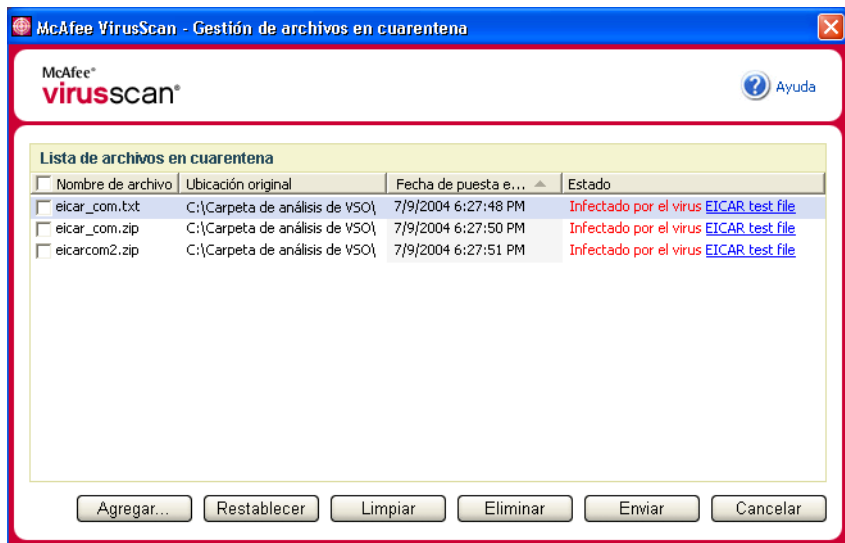 McAfee VirusScan - Gestión de archivos en cuarentena
McAfee®
virusscan®
? Ayuda
Lista de archivos en cuarentena
Nombre de archivo Ubicación original Fecha de puesta e... Estado
eicar_com.txt C:\Carpeta de análisis de VSO\ 7/9/2004 6:27:48 PM Infectado por el virus EICAR test file
eicar_com.zip C:\Carpeta de análisis de VSO\ 7/9/2004 6:27:50 PM Infectado por el virus EICAR test file
eicarcom2.zip C:\Carpeta de análisis de VSO\ 7/9/2004 6:27:51 PM Infectado por el virus EICAR test file
Agregar... Restablecer Limpiar Eliminar Enviar Cancelar